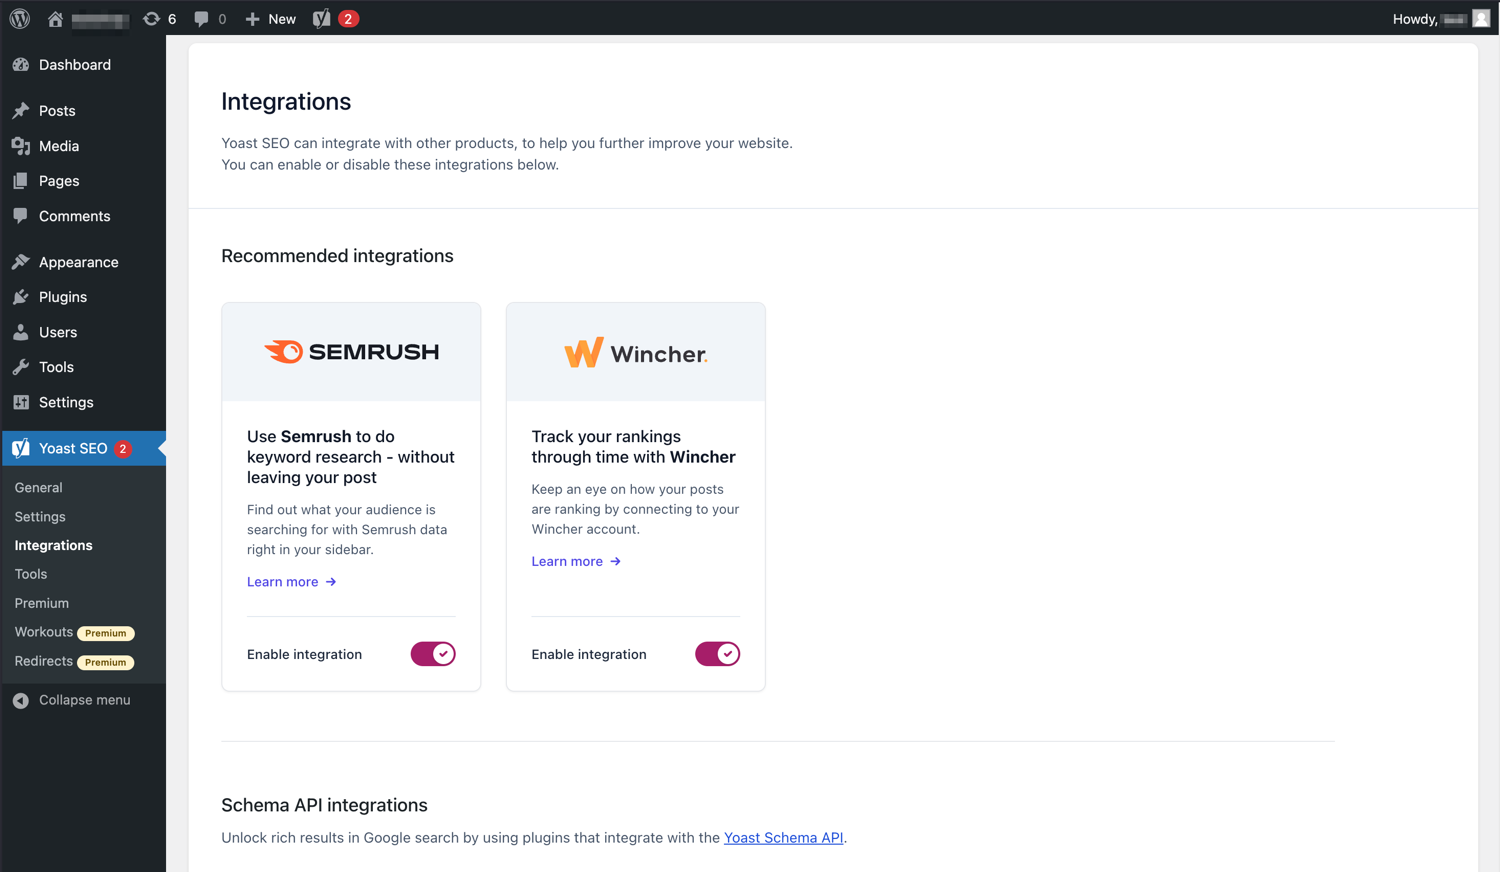 6 0 New 2 Howdy,
Dashboard
Posts
Media
Pages
Comments
Appearance
Plugins
Users
Tools
Settings
Yoast SEO 2
General
Settings
Integrations
Tools
Premium
Workouts Premium
Redirects Premium
Collapse menu
Integrations
Yoast SEO can integrate with other products, to help you further improve your website.
You can enable or disable these integrations below.
Recommended integrations
SEMRUSH
Use Semrush to do
keyword research - without
leaving your post
Find out what your audience is
searching for with Semrush data
right in your sidebar.
Learn more →
Enable integration
Wincher.
Track your rankings
through time with Wincher
Keep an eye on how your posts
are ranking by connecting to your
Wincher account.
Learn more →
Enable integration
Schema API integrations
Unlock rich results in Google search by using plugins that integrate with the Yoast Schema API.